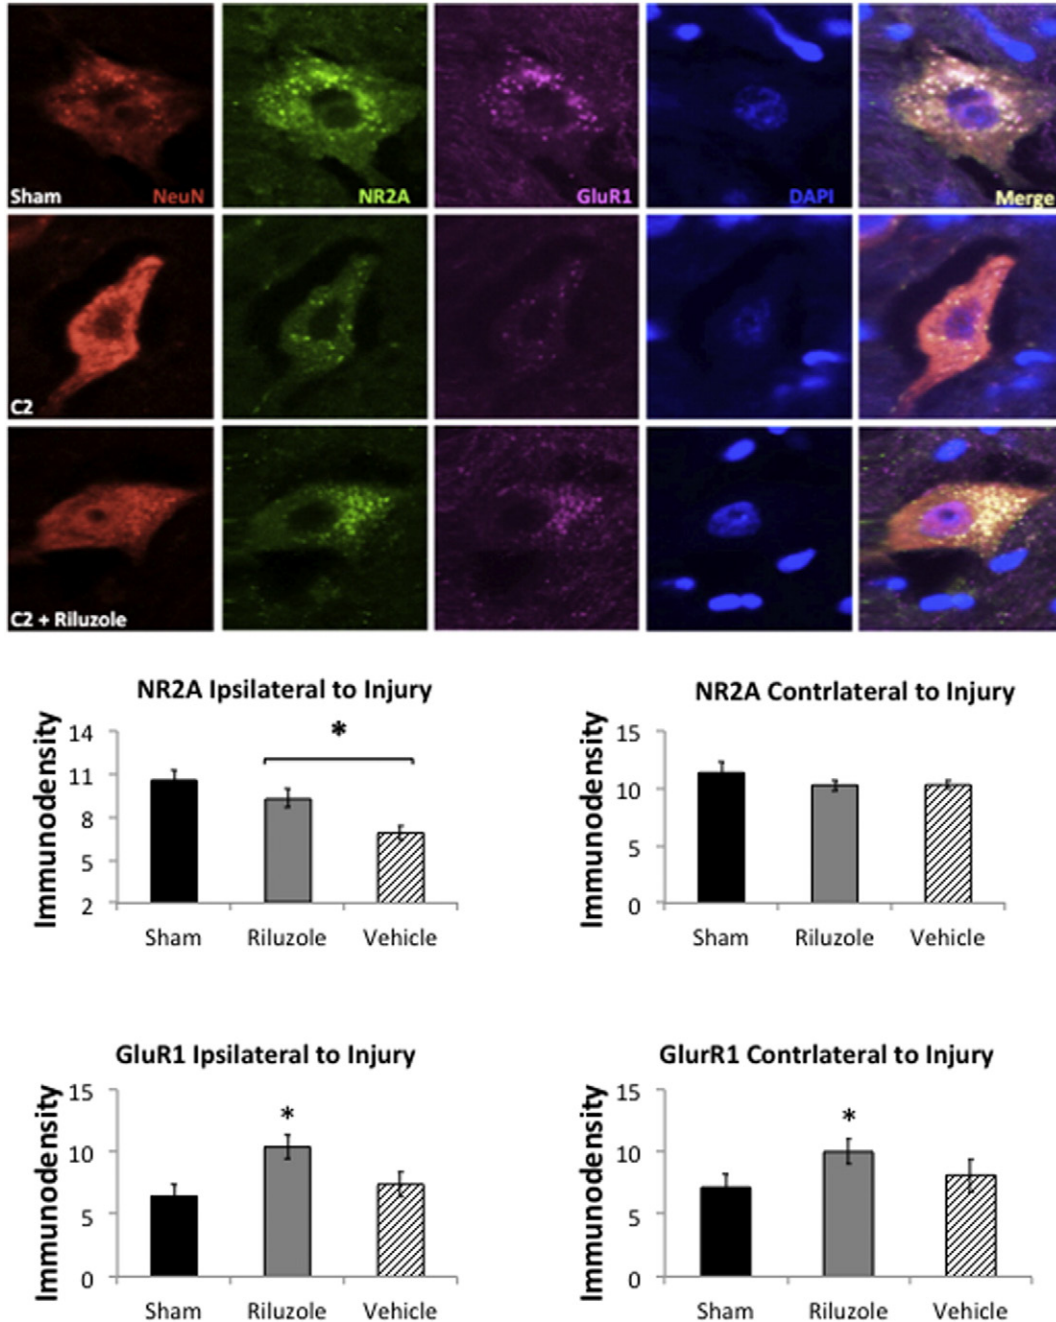 Sham NeuN NR2A GluR1 DAPI Merge
C2
C2 + Riluzole
NR2A Ipsilateral to Injury
Immunodensity
14
11
8
5
2
*
Sham Riluzole Vehicle
NR2A Contrlateral to Injury
Immunodensity
15
10
5
0
Sham Riluzole Vehicle
GluR1 Ipsilateral to Injury
Immunodensity
15
10
5
0
*
Sham Riluzole Vehicle
GlurR1 Contrlateral to Injury
Immunodensity
15
10
5
0
*
Sham Riluzole Vehicle